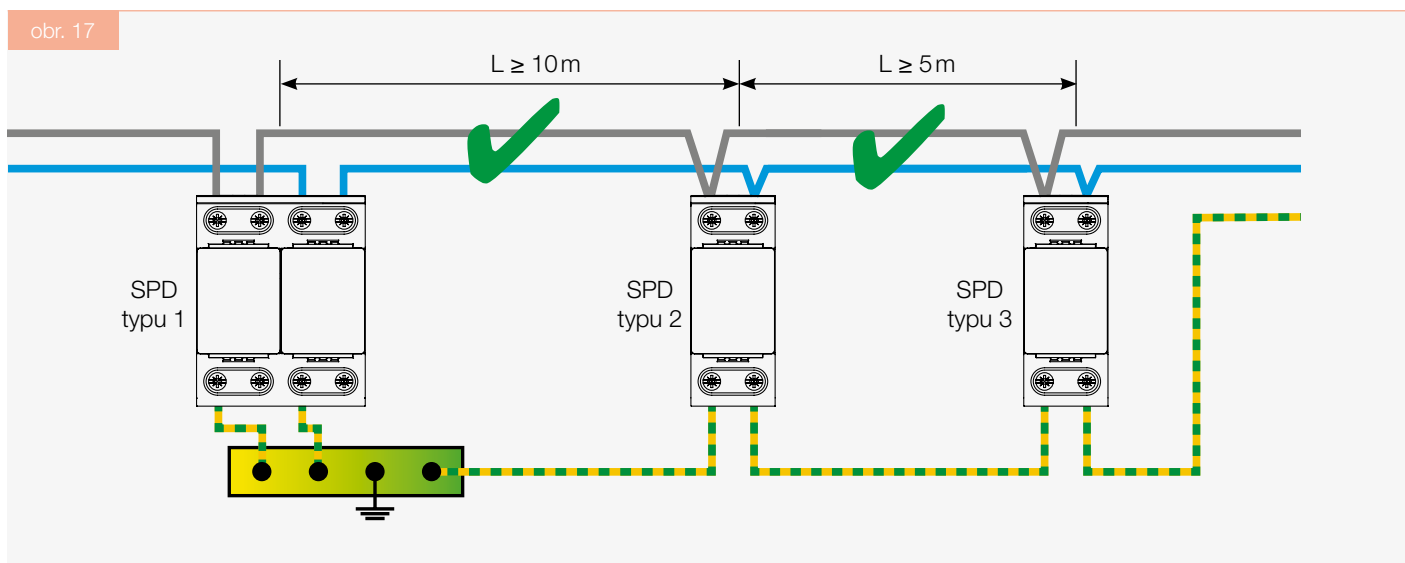 obr. 17
L ≥ 10 m
L ≥ 5 m
SPD
typu 1
SPD
typu 2
SPD
typu 3